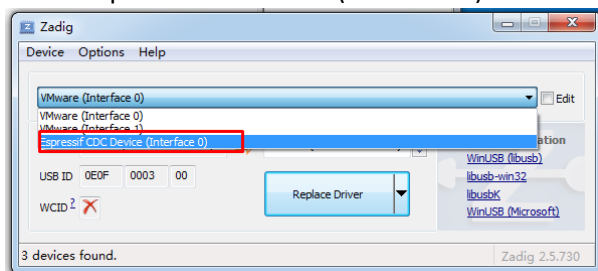 Zadig
Device Options Help
VMware (Interface 0)
Edit
VMware (Interface 0)
VMware (Interface 1)
Espressif CDC Device (Interface 0)
WinUSB (libusb)
USB ID 0E0F 0003 00
libusb-win32
Replace Driver
libusbK
WCID ?
WinUSB (Microsoft)
3 devices found.
Zadig 2.5.730